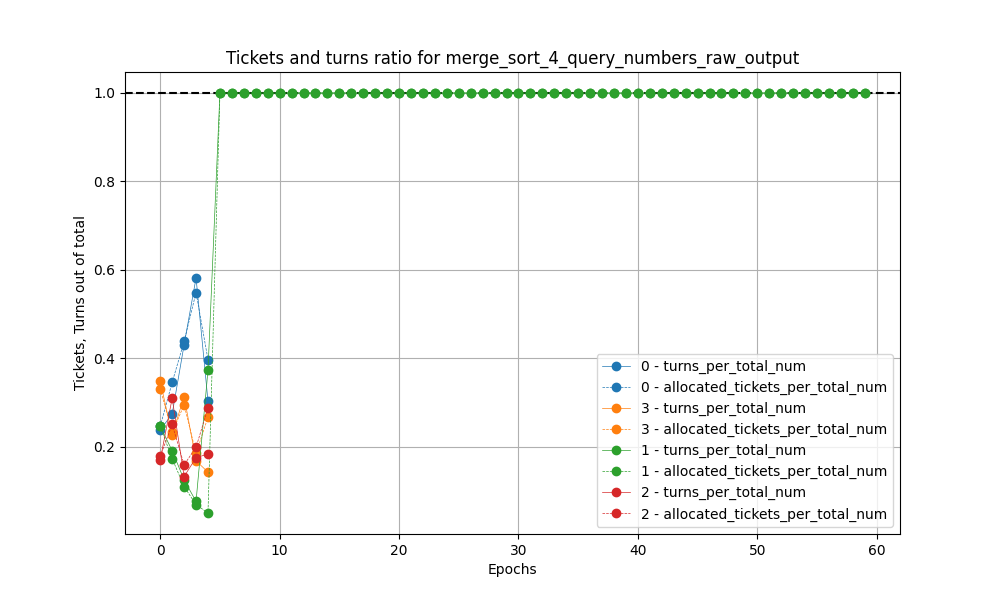 Tickets and turns ratio for merge_sort_4_query_numbers_raw_output
1.0
0.8
0.6
0.4
0.2
Tickets, Turns out of total
0 - turns_per_total_num
0 - allocated_tickets_per_total_num
3 - turns_per_total_num
3 - allocated_tickets_per_total_num
1 - turns_per_total_num
1 - allocated_tickets_per_total_num
2 - turns_per_total_num
2 - allocated_tickets_per_total_num
0 10 20 30 40 50 60
Epochs